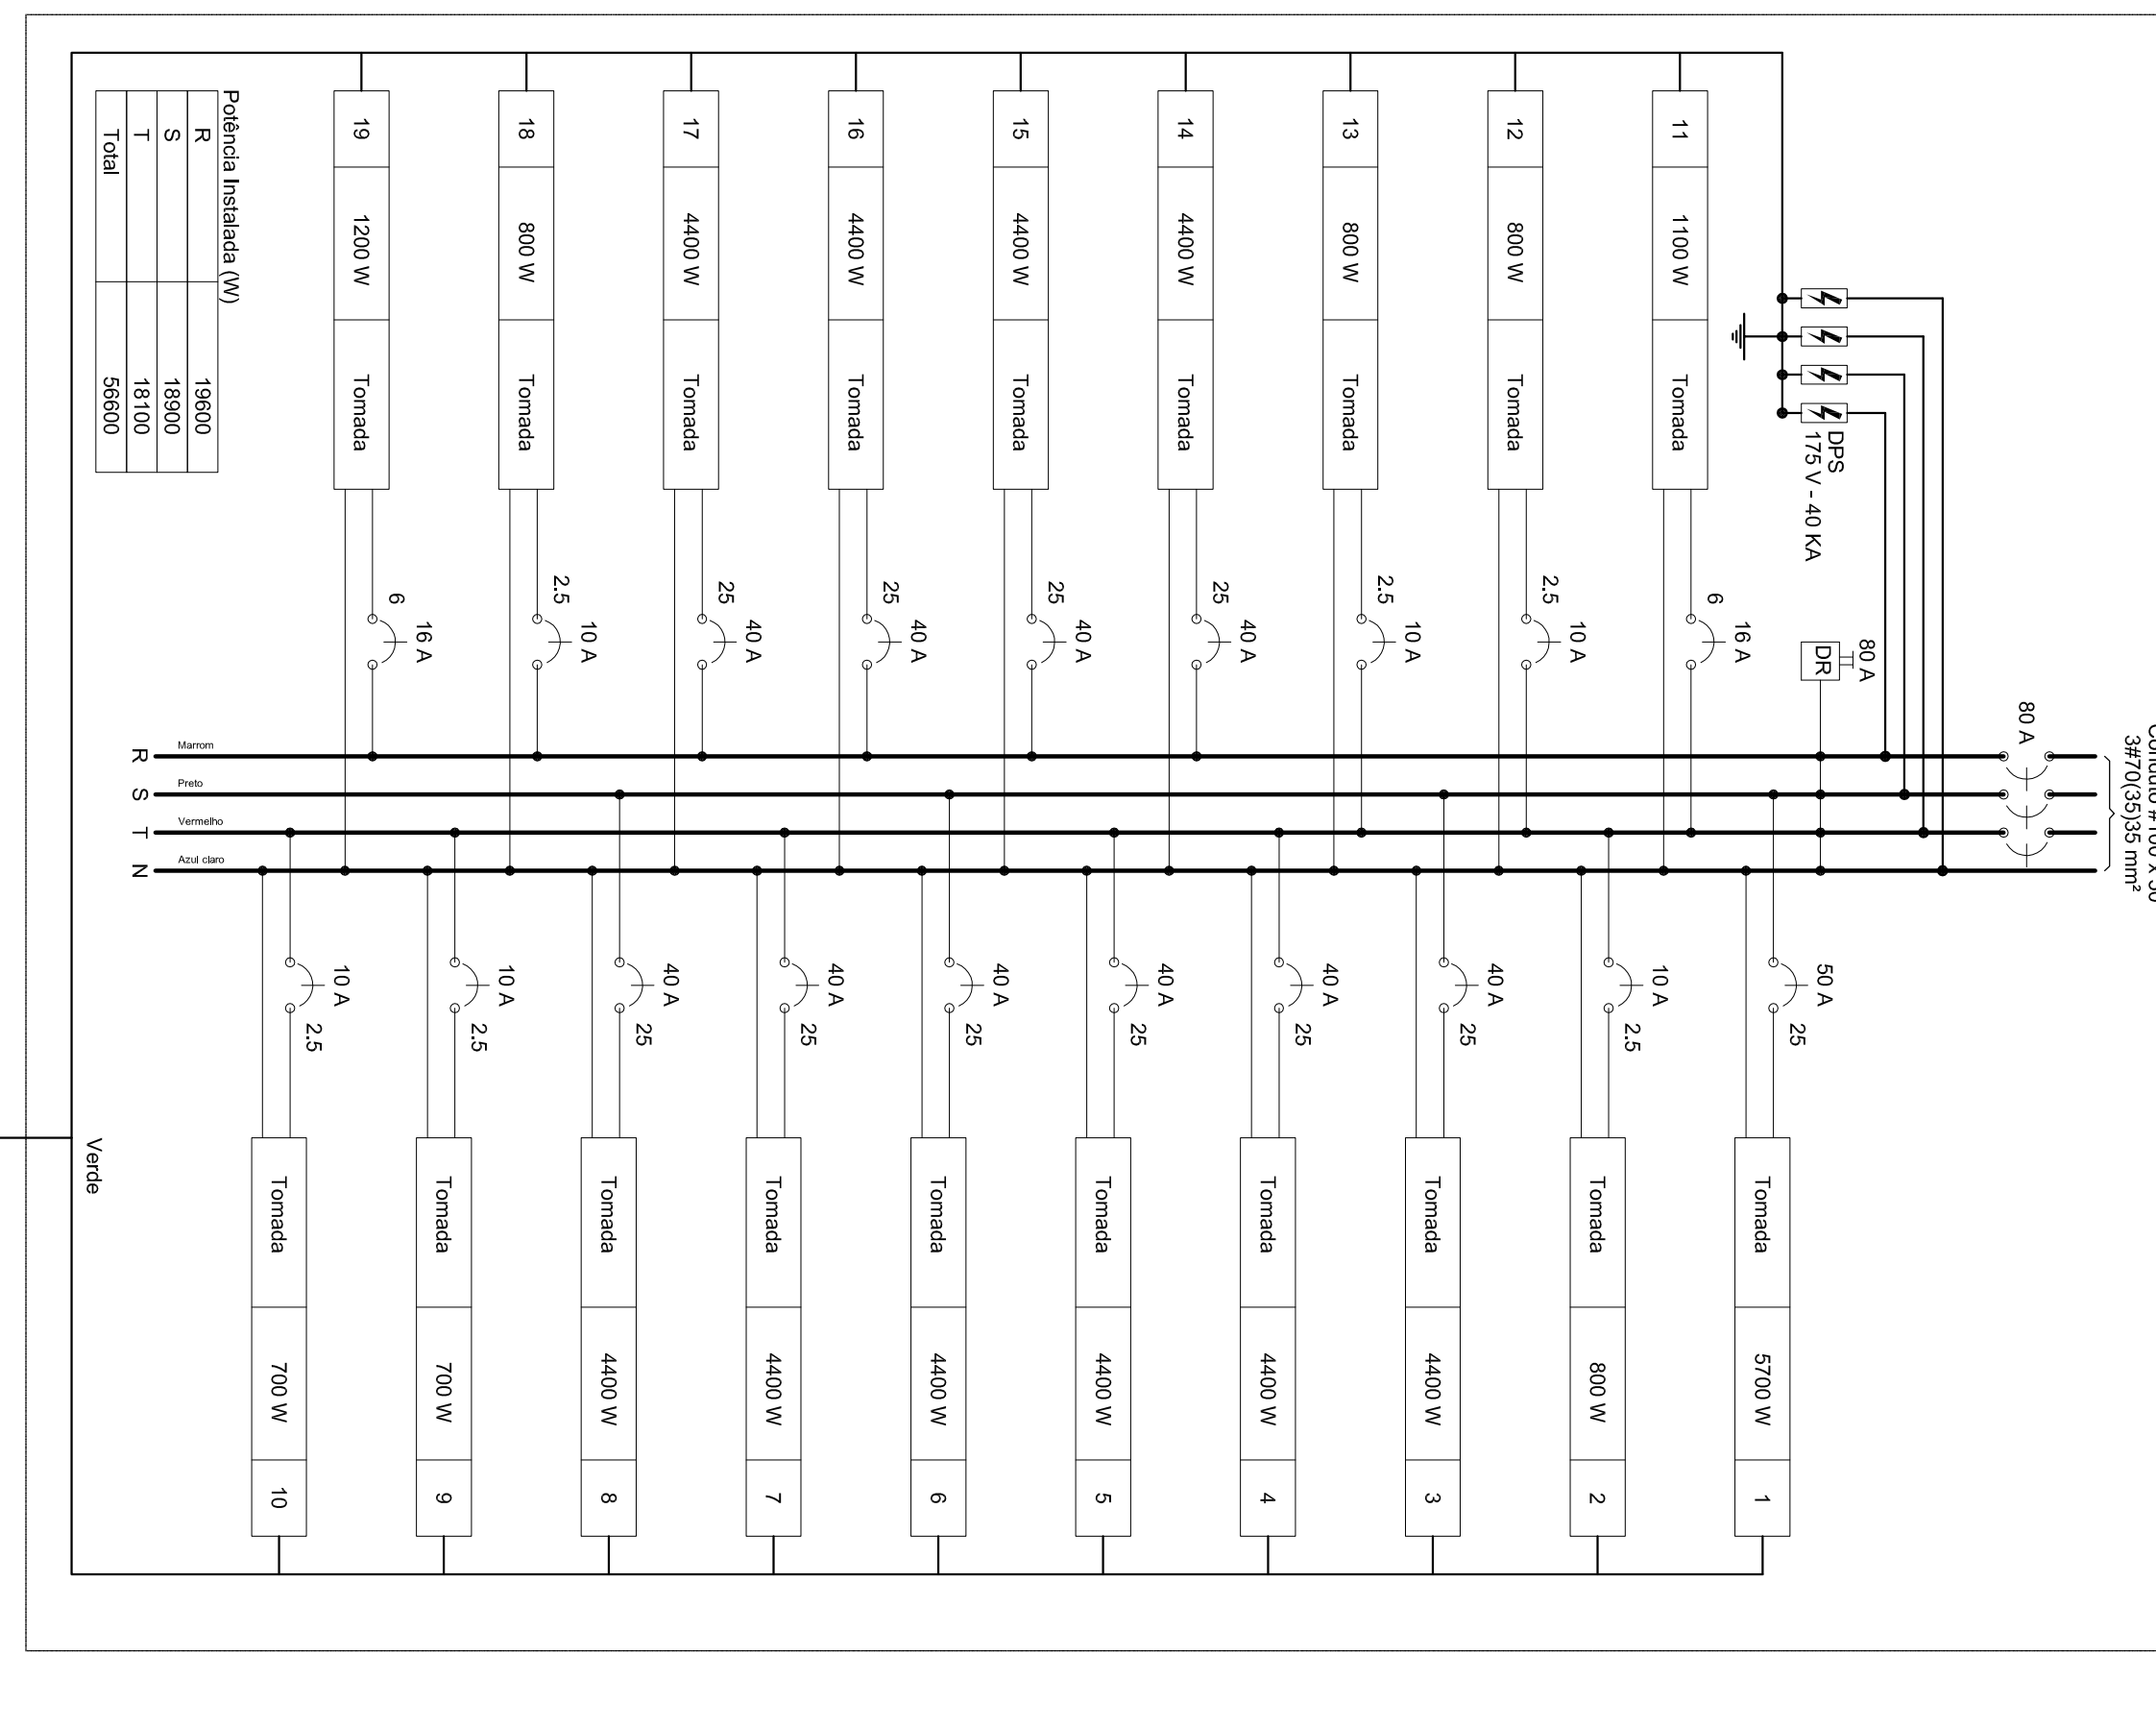 3#70(35)35 mm²
80 A
DPS
175 V - 40 KA
80 A
DR
50 A
25
Tomada 5700 W 1
16 A
6
11 1100 W Tomada
10 A
2.5
Tomada 800 W 2
10 A
2.5
12 800 W Tomada
40 A
25
Tomada 4400 W 3
10 A
2.5
13 800 W Tomada
40 A
25
Tomada 4400 W 4
40 A
25
14 4400 W Tomada
40 A
25
Tomada 4400 W 5
40 A
25
15 4400 W Tomada
40 A
25
Tomada 4400 W 6
40 A
25
16 4400 W Tomada
40 A
25
Tomada 4400 W 7
40 A
25
17 4400 W Tomada
40 A
25
Tomada 4400 W 8
10 A
2.5
18 800 W Tomada
10 A
2.5
Tomada 700 W 9
16 A
6
19 1200 W Tomada
10 A
2.5
Tomada 700 W 10
Marrom
Preto
Vermelho
Azul claro
R S T N
Potência Instalada (W)
R 19600
S 18900
T 18100
Total 56600
Verde